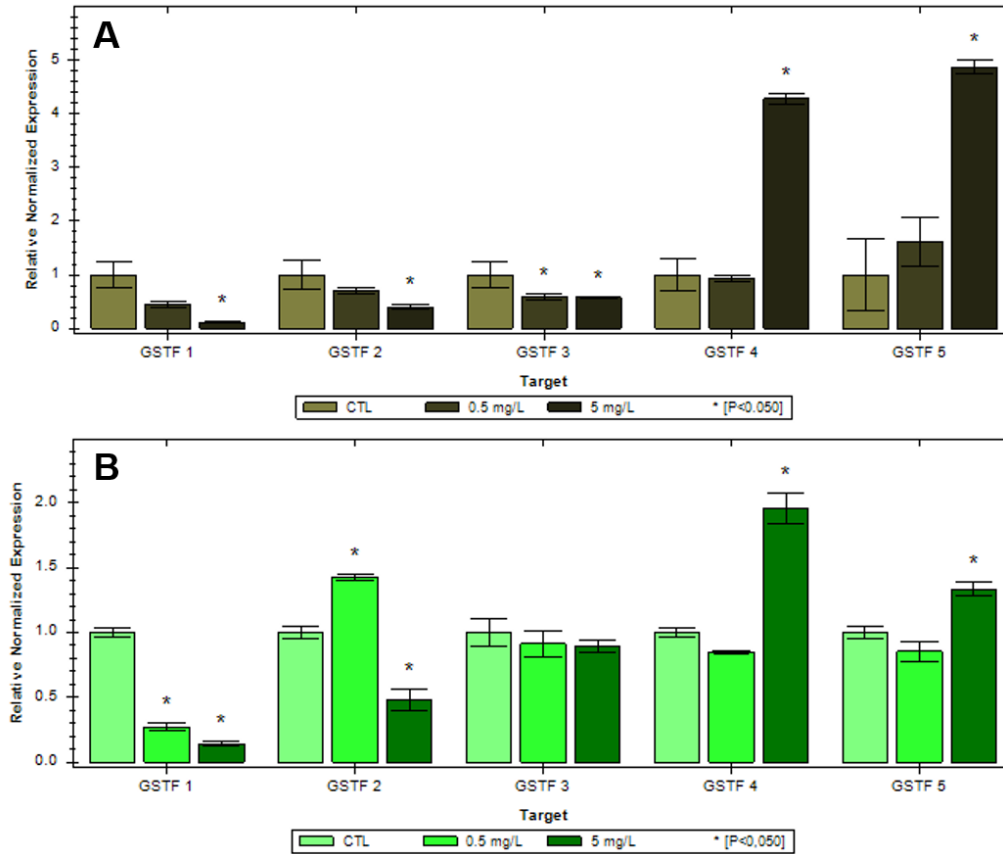 A
Relative Normalized Expression
5
4
3
2
1
0
* * * * * *
GSTF 1 GSTF 2 GSTF 3 GSTF 4 GSTF 5
Target
CTL 0.5 mg/L 5 mg/L * [P<0.050]
B
Relative Normalized Expression
2.0
1.5
1.0
0.5
0.0
* * * * * *
GSTF 1 GSTF 2 GSTF 3 GSTF 4 GSTF 5
Target
CTL 0.5 mg/L 5 mg/L * [P<0,050]